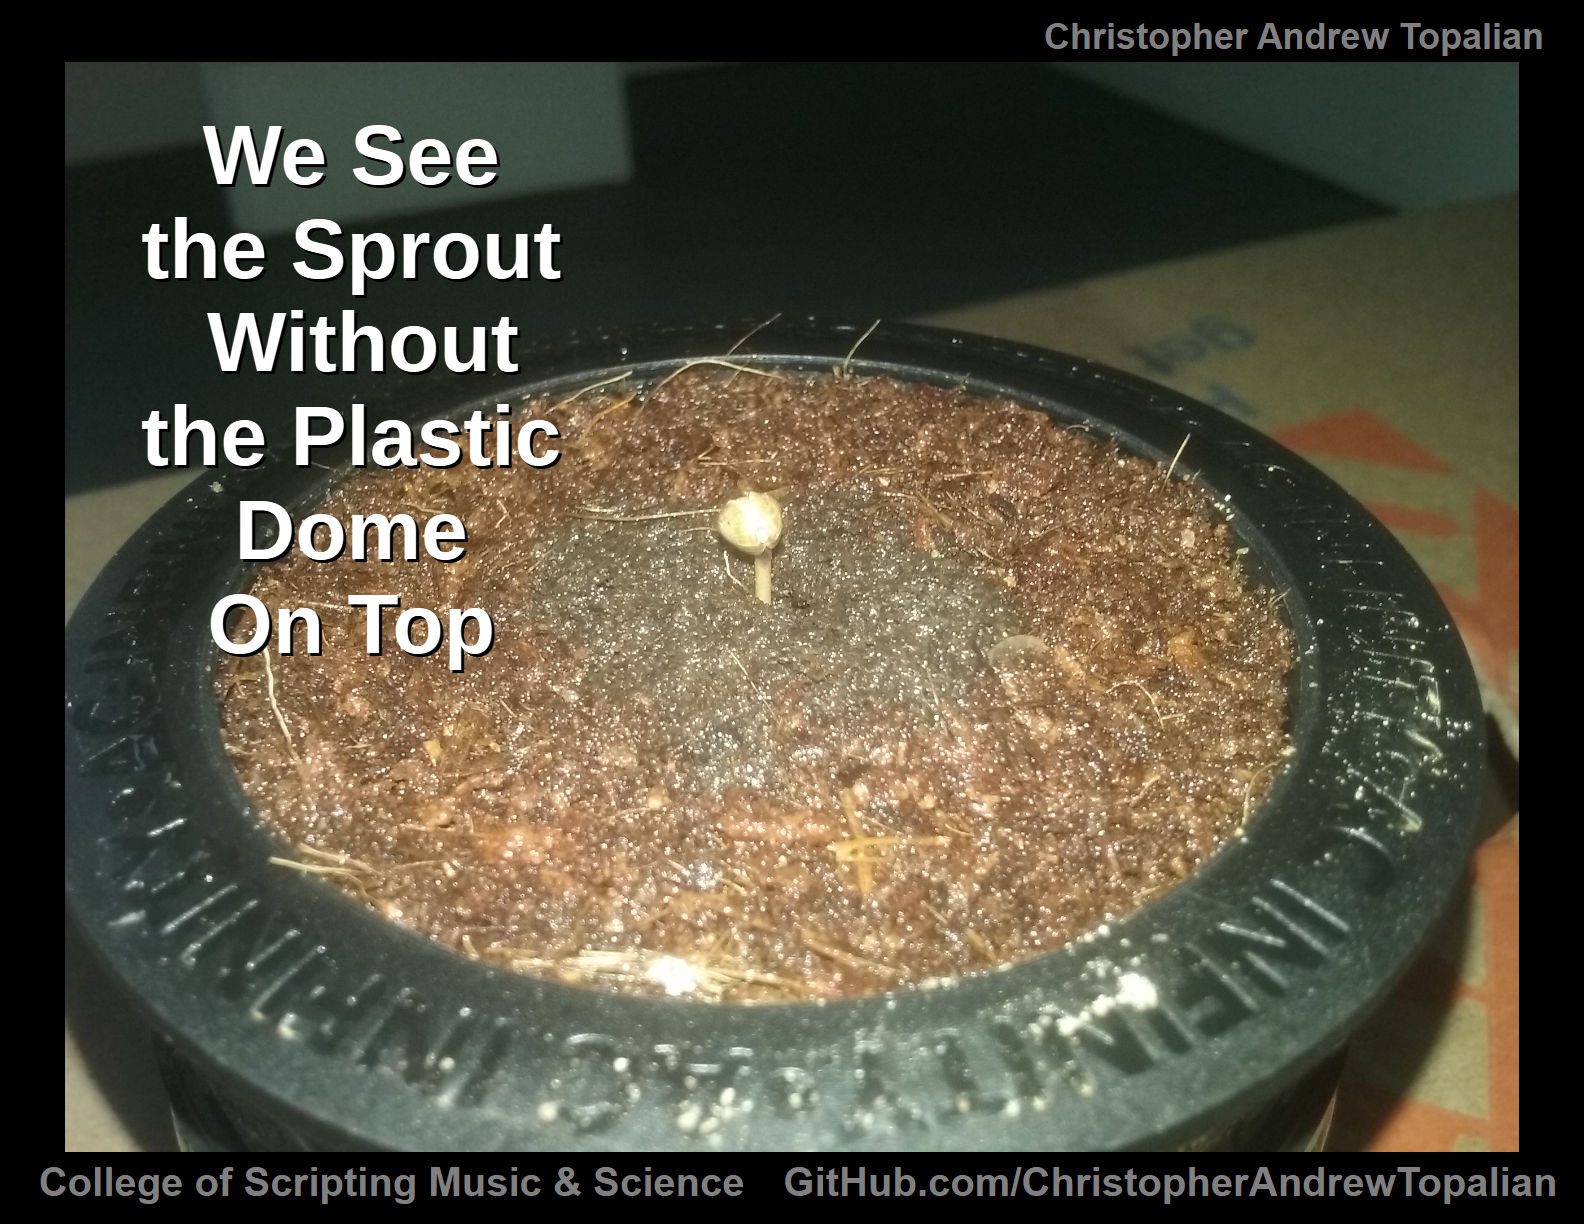 Christopher Andrew Topalian
We See
the Sprout
Without
the Plastic
Dome
On Top
College of Scripting Music & Science GitHub.com/ChristopherAndrewTopalian